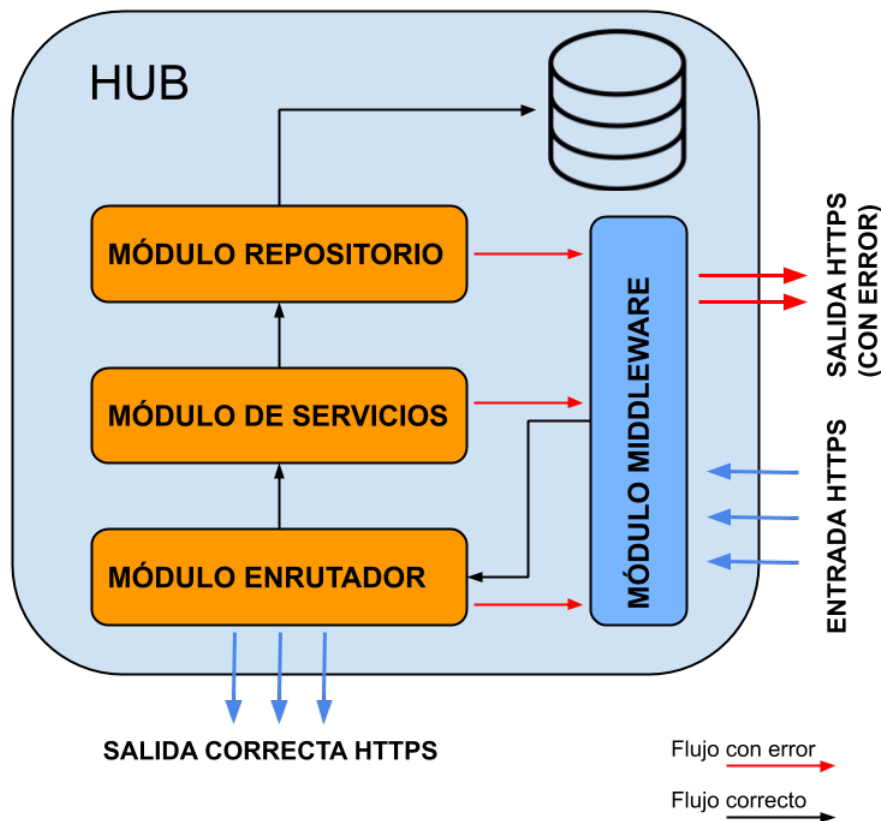 HUB
MÓDULO REPOSITORIO
MÓDULO DE SERVICIOS
MÓDULO ENRUTADOR
MÓDULO MIDDLEWARE
SALIDA HTTPS
(CON ERROR)
ENTRADA HTTPS
SALIDA CORRECTA HTTPS
Flujo con error
Flujo correcto